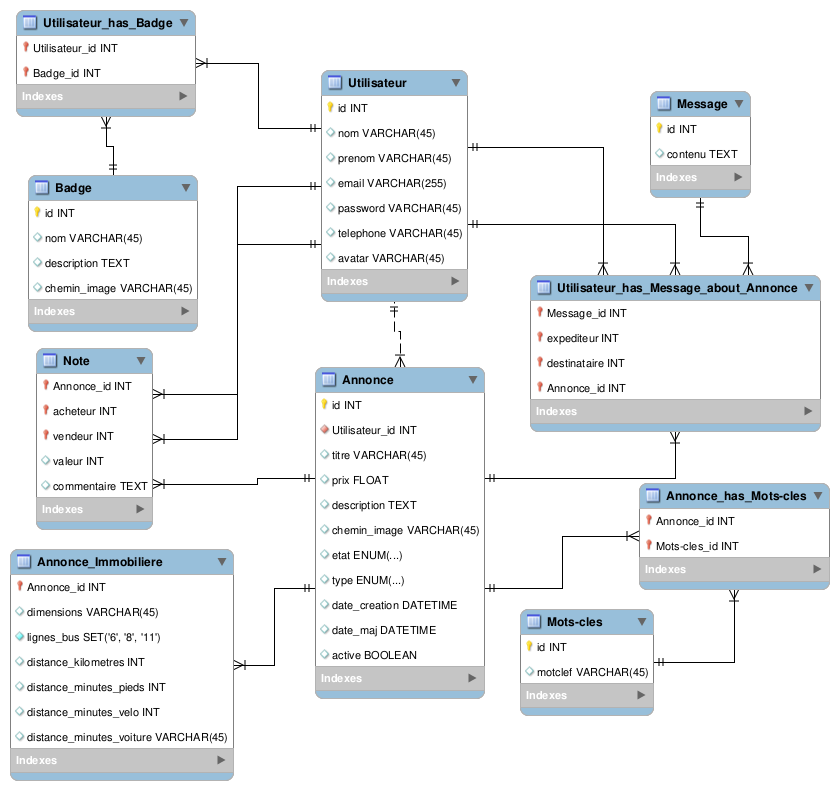 Utilisateur_has_Badge
Utilisateur_id INT
Badge_id INT
Indexes
Utilisateur
id INT
nom VARCHAR(45)
prenom VARCHAR(45)
email VARCHAR(255)
password VARCHAR(45)
telephone VARCHAR(45)
avatar VARCHAR(45)
Indexes
Message
id INT
contenu TEXT
Indexes
Badge
id INT
nom VARCHAR(45)
description TEXT
chemin_image VARCHAR(45)
Indexes
Utilisateur_has_Message_about_Annonce
Message_id INT
expediteur INT
destinataire INT
Annonce_id INT
Indexes
Note
Annonce_id INT
acheteur INT
vendeur INT
valeur INT
commentaire TEXT
Indexes
Annonce
id INT
Utilisateur_id INT
titre VARCHAR(45)
prix FLOAT
description TEXT
chemin_image VARCHAR(45)
etat ENUM(...)
type ENUM(...)
date_creation DATETIME
date_maj DATETIME
active BOOLEAN
Indexes
Annonce_has_Mots-cles
Annonce_id INT
Mots-cles_id INT
Indexes
Annonce_Immobiliere
Annonce_id INT
dimensions VARCHAR(45)
lignes_bus SET('6', '8', '11')
distance_kilometres INT
distance_minutes_pieds INT
distance_minutes_velo INT
distance_minutes_voiture VARCHAR(45)
Indexes
Mots-cles
id INT
motclef VARCHAR(45)
Indexes